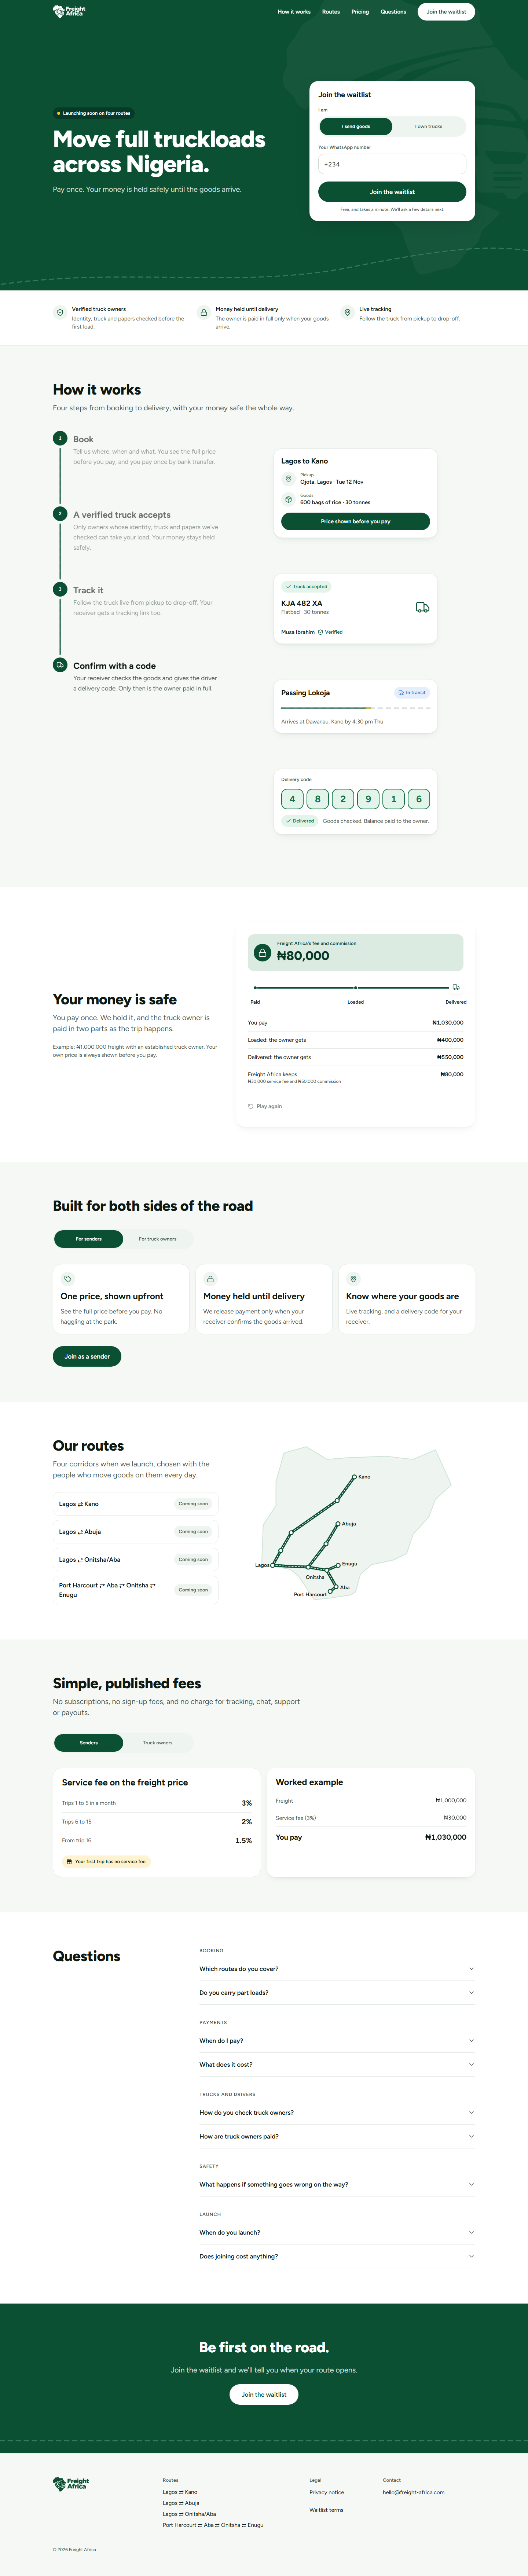 Freight
Africa
How it works
Routes
Pricing
Questions
Join the waitlist
Launching soon on four routes
Move full truckloads
across Nigeria.
Pay once. Your money is held safely until the goods arrive.
Join the waitlist
I am
I send goods
I own trucks
Your WhatsApp number
+234
Join the waitlist
Free, and takes a minute. We'll ask a few details next.
Verified truck owners
Identity, truck and papers checked before the
first load.
Money held until delivery
The owner is paid in full only when your goods
arrive.
Live tracking
Follow the truck from pickup to drop-off.
How it works
Four steps from booking to delivery, with your money safe the whole way.
1
Book
Tell us where, when and what. You see the full price
before you pay, and you pay once by bank transfer.
2
A verified truck accepts
Only owners whose identity, truck and papers we've
checked can take your load. Your money stays held
safely.
3
Track it
Follow the truck live from pickup to drop-off. Your
receiver gets a tracking link too.
Confirm with a code
Your receiver checks the goods and gives the driver
a delivery code. Only then is the owner paid in full.
Lagos to Kano
Pickup
Ojota, Lagos · Tue 12 Nov
Goods
600 bags of rice · 30 tonnes
Price shown before you pay
Truck accepted
KJA 482 XA
Flatbed · 30 tonnes
Musa Ibrahim
Verified
Passing Lokoja
In transit
Arrives at Dawanau, Kano by 4:30 pm Thu
Delivery code
4 8 2 9 1 6
Delivered
Goods checked. Balance paid to the owner.
Your money is safe
You pay once. We hold it, and the truck owner is
paid in two parts as the trip happens.
Example: ₦1,000,000 freight with an established truck owner. Your
own price is always shown before you pay.
Freight Africa's fee and commission
₦80,000
Paid
Loaded
Delivered
You pay
₦1,030,000
Loaded: the owner gets
₦400,000
Delivered: the owner gets
₦550,000
Freight Africa keeps
₦80,000
₦30,000 service fee and ₦50,000 commission
Play again
Built for both sides of the road
For senders
For truck owners
One price, shown upfront
See the full price before you pay. No
haggling at the park.
Money held until delivery
We release payment only when your
receiver confirms the goods arrived.
Know where your goods are
Live tracking, and a delivery code for your
receiver.
Join as a sender
Our routes
Four corridors when we launch, chosen with the
people who move goods on them every day.
Lagos ⇄ Kano
Coming soon
Lagos ⇄ Abuja
Coming soon
Lagos ⇄ Onitsha/Aba
Coming soon
Port Harcourt ⇄ Aba ⇄ Onitsha ⇄
Enugu
Coming soon
Kano
Abuja
Lagos
Enugu
Onitsha
Aba
Port Harcourt
Simple, published fees
No subscriptions, no sign-up fees, and no charge for tracking, chat, support
or payouts.
Senders
Truck owners
Service fee on the freight price
Trips 1 to 5 in a month
3%
Trips 6 to 15
2%
From trip 16
1.5%
Your first trip has no service fee.
Worked example
Freight
₦1,000,000
Service fee (3%)
₦30,000
You pay
₦1,030,000
Questions
BOOKING
Which routes do you cover?
Do you carry part loads?
PAYMENTS
When do I pay?
What does it cost?
TRUCKS AND DRIVERS
How do you check truck owners?
How are truck owners paid?
SAFETY
What happens if something goes wrong on the way?
LAUNCH
When do you launch?
Does joining cost anything?
Be first on the road.
Join the waitlist and we'll tell you when your route opens.
Join the waitlist
Freight
Africa
Routes
Lagos ⇄ Kano
Lagos ⇄ Abuja
Lagos ⇄ Onitsha/Aba
Port Harcourt ⇄ Aba ⇄ Onitsha ⇄ Enugu
Legal
Privacy notice
Waitlist terms
Contact
hello@freight-africa.com
© 2026 Freight Africa